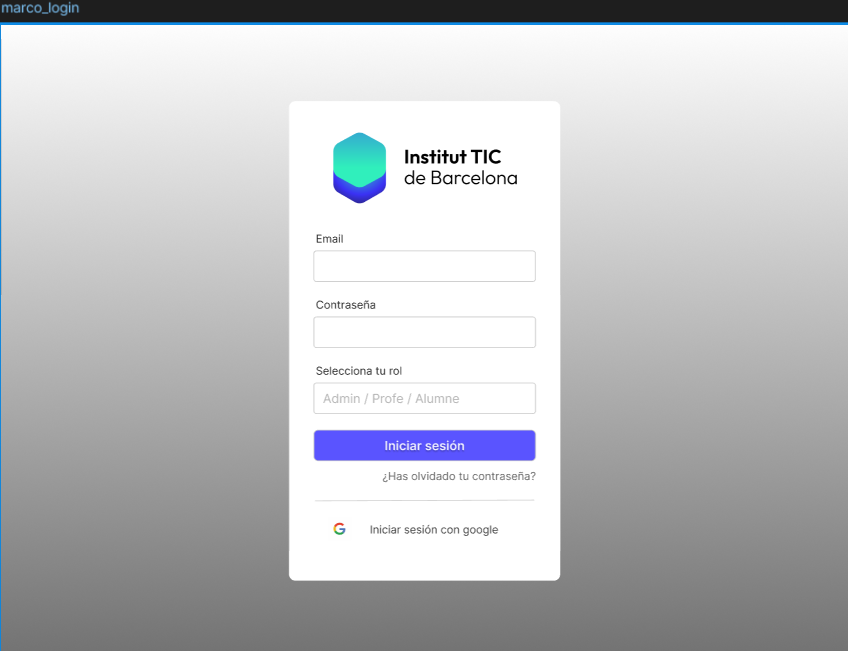 marco_login
Institut TIC
de Barcelona
Email
Contraseña
Selecciona tu rol
Admin / Profe / Alumne
Iniciar sesión
¿Has olvidado tu contraseña?
Iniciar sesión con google